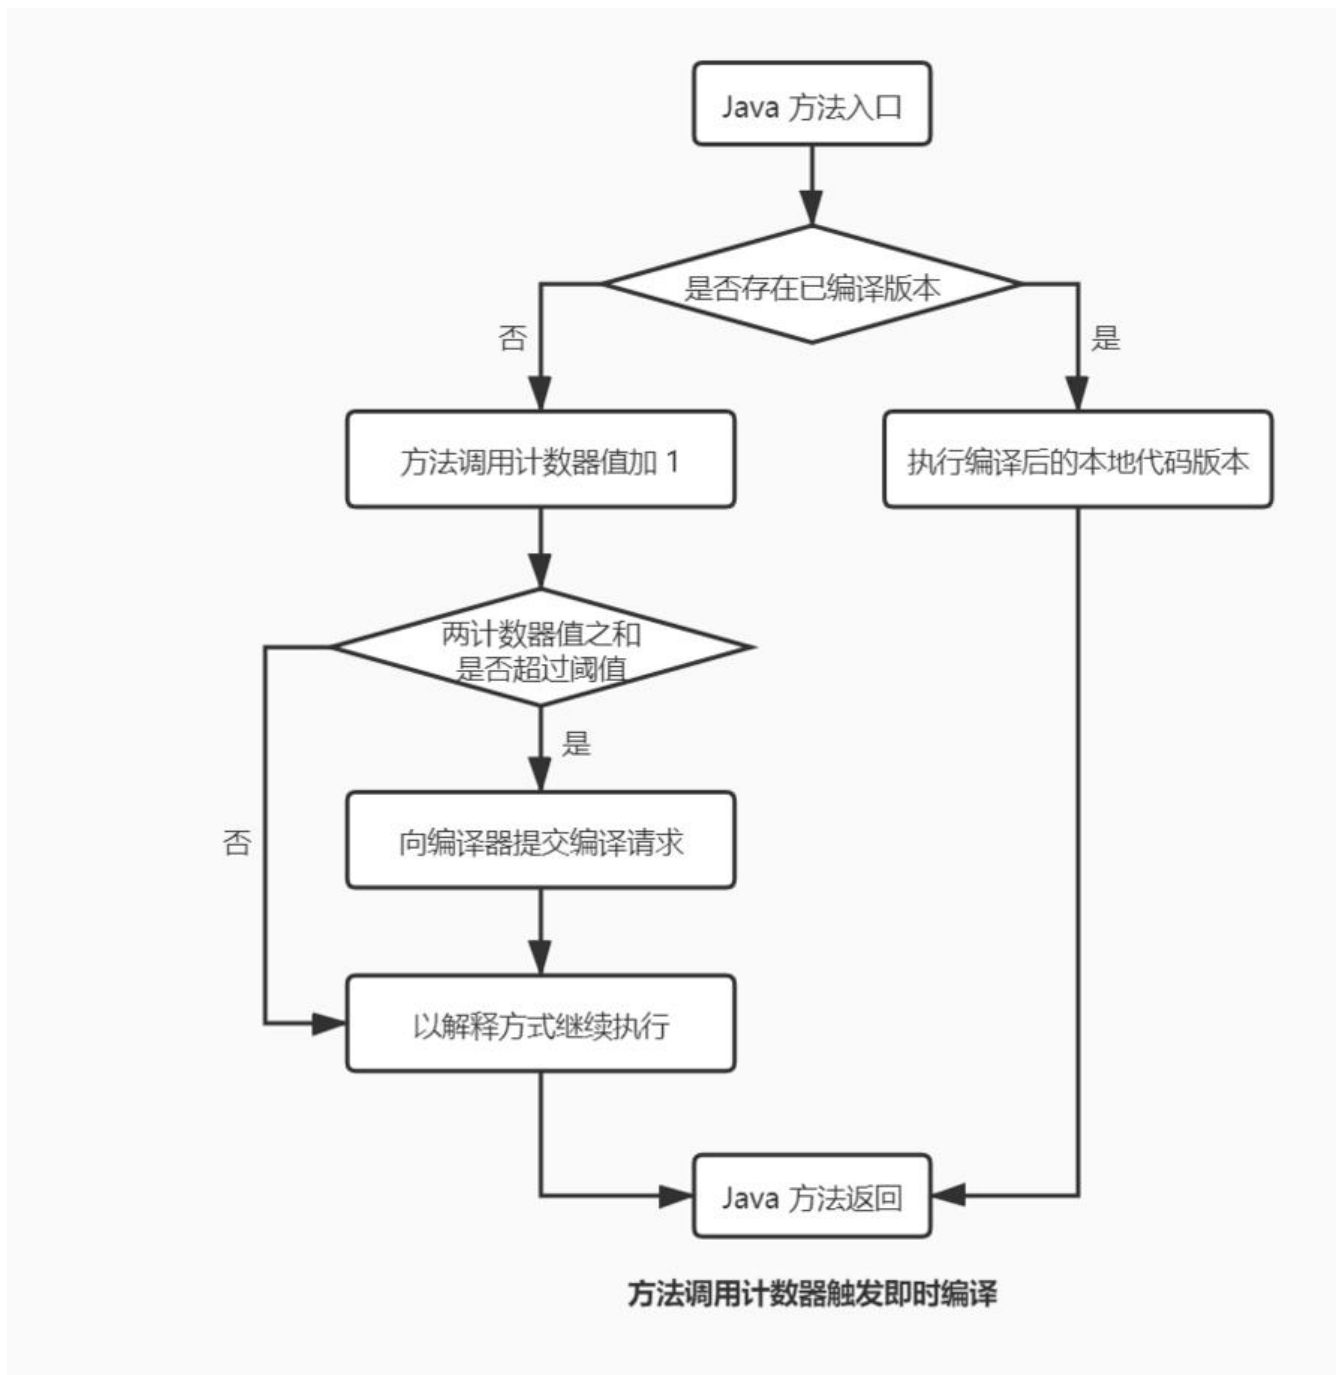 Java 方法入口
是否存在已编译版本
否
是
方法调用计数器值加 1
执行编译后的本地代码版本
两计数器值之和
是否超过阈值
是
向编译器提交编译请求
否
以解释方式继续执行
Java 方法返回
方法调用计数器触发即时编译